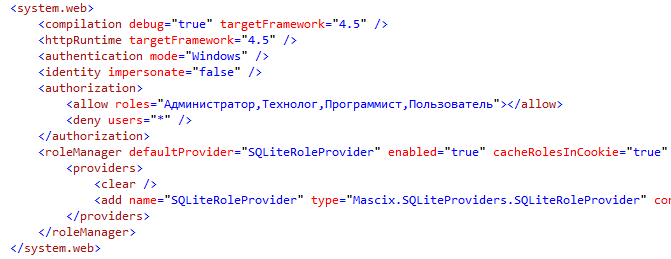 <system.web>
<compilation debug="true" targetFramework="4.5" />
<httpRuntime targetFramework="4.5" />
<authentication mode="Windows" />
<identity impersonate="false" />
<authorization>
<allow roles="Администратор,Технолог,Программист,Пользователь"></allow>
<deny users="*" />
</authorization>
<roleManager defaultProvider="SQLiteRoleProvider" enabled="true" cacheRolesInCookie="true"
<providers>
<clear />
<add name="SQLiteRoleProvider" type="Mascix.SQLiteProviders.SQLiteRoleProvider" con
</providers>
</roleManager>
</system.web>